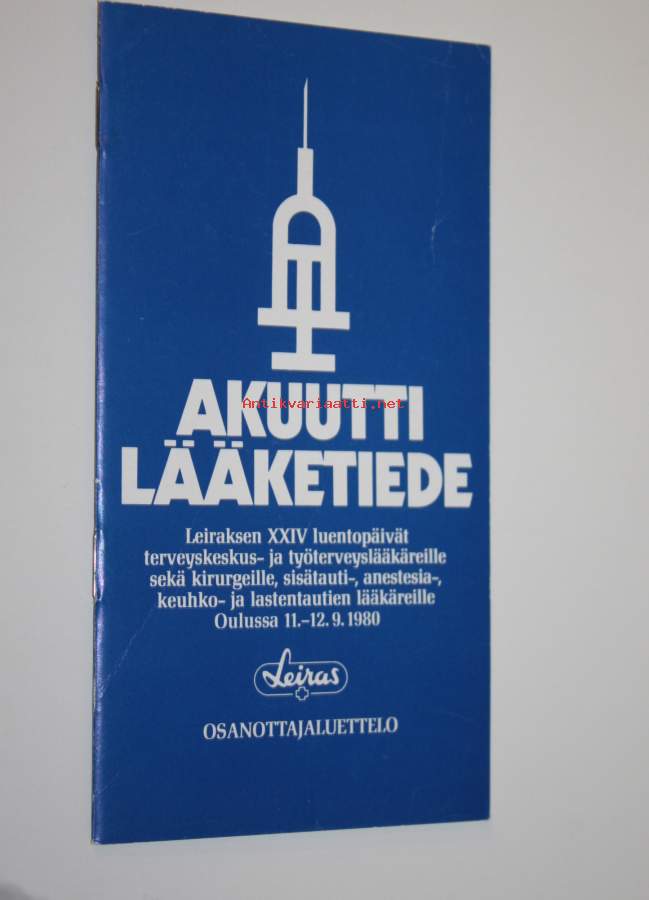 AKUUTTI
Antikvariaatti.net
LÄÄKETIEDE
Leiraksen XXIV luentopäivät
terveyskeskus- ja työterveyslääkäreille
sekä kirurgeille, sisätauti-, anestesia-,
keuhko- ja lastentautien lääkäreille
Oulussa 11.–12. 9. 1980
Leiras
OSANOTTAJALUETTELO